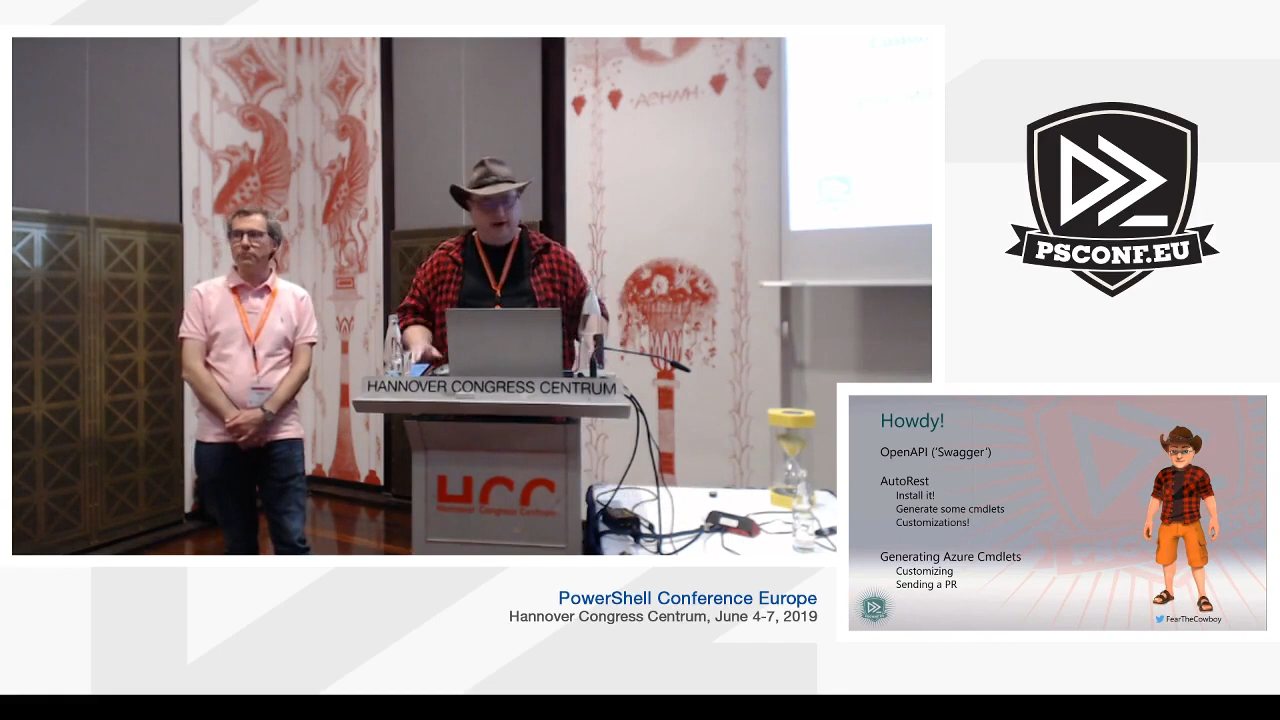 HANNOVER CONGRESS CENTRUM
HCC
Hannover Congress Centrum
PSCONF.EU
Howdy!
OpenAPI ('Swagger')
AutoRest
Install it!
Generate some cmdlets
Customizations!
Generating Azure Cmdlets
Customizing
Sending a PR
FearTheCowboy
PowerShell Conference Europe
Hannover Congress Centrum, June 4-7, 2019